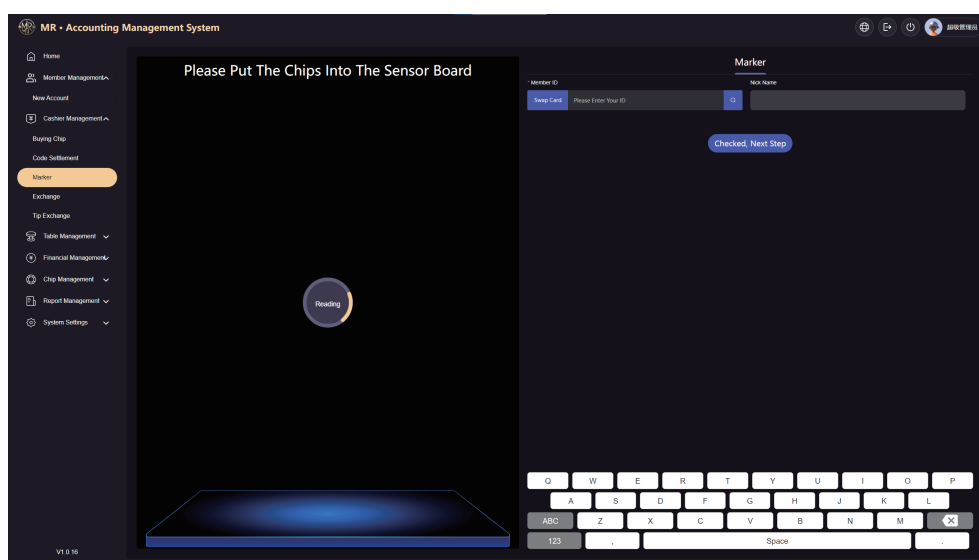 MR • Accounting Management System
超级管理员
Home
Member Management
New Account
Cashier Management
Buying Chip
Code Settlement
Marker
Exchange
Tip Exchange
Table Management
Financial Management
Chip Management
Report Management
System Settings
V1.0.16
Please Put The Chips Into The Sensor Board
Reading
Marker
* Member ID
Nick Name
Swap Card Please Enter Your ID
Checked, Next Step
Q W E R T Y U I O P
A S D F G H J K L
ABC Z X C V B N M
123 , Space .